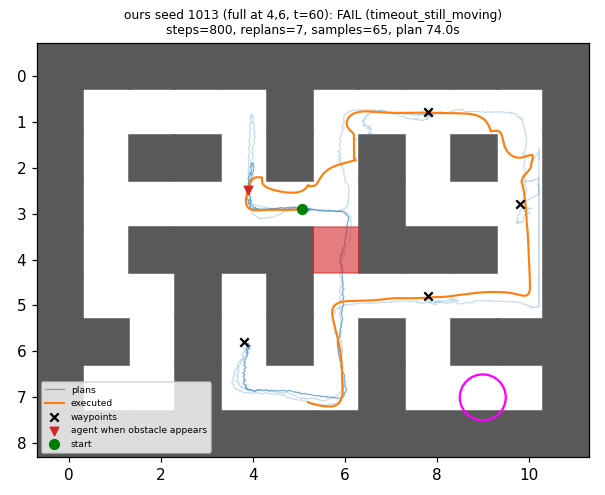 ours seed 1013 (full at 4,6, t=60): FAIL (timeout_still_moving)
steps=800, replans=7, samples=65, plan 74.0s
0
1
2
3
4
5
6
7
8
plans
executed
waypoints
agent when obstacle appears
start
0 2 4 6 8 10